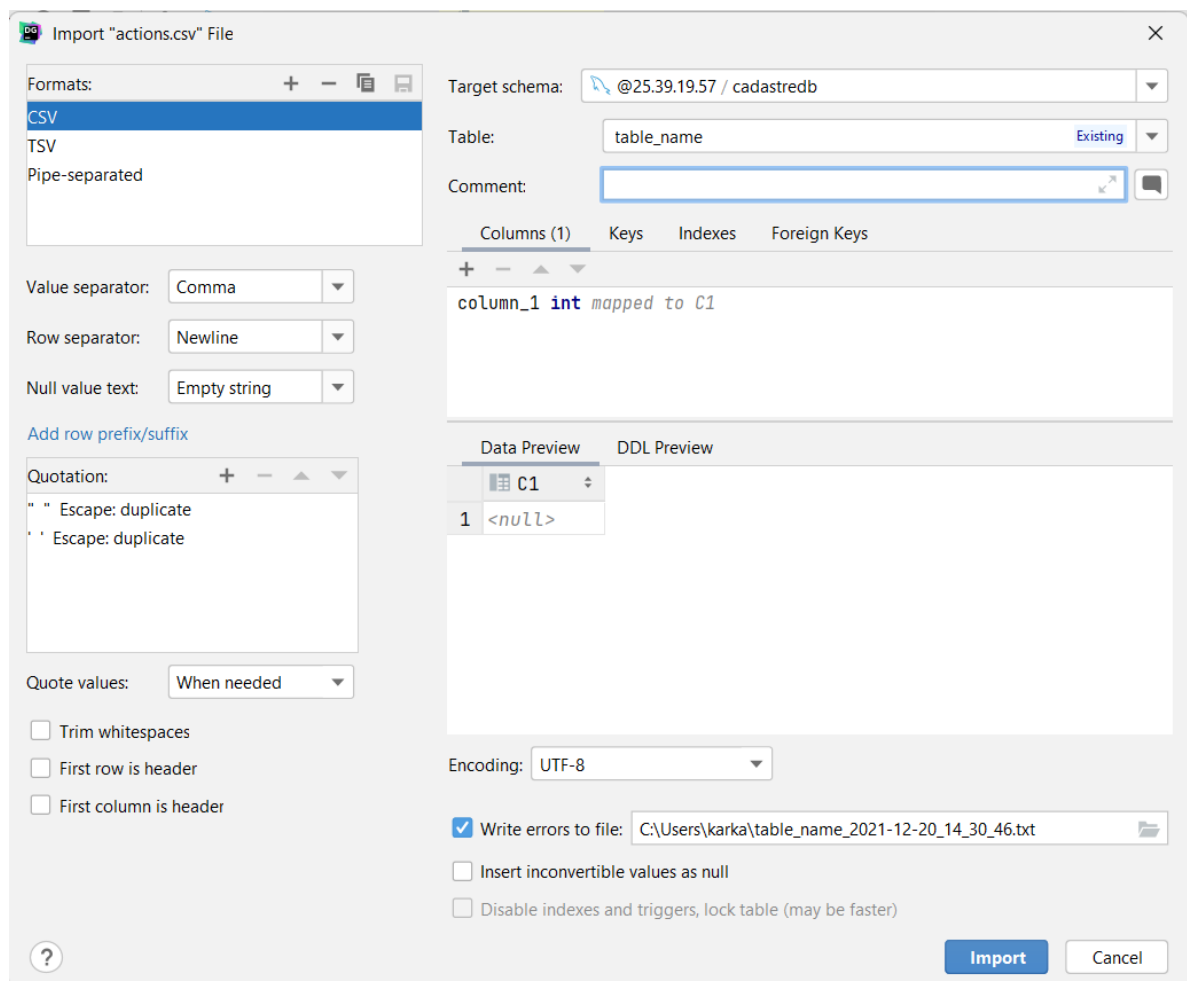 DG
Import "actions.csv" File
Formats:
CSV
TSV
Pipe-separated
Value separator: Comma
Row separator: Newline
Null value text: Empty string
Add row prefix/suffix
Quotation:
" " Escape: duplicate
' ' Escape: duplicate
Quote values: When needed
Trim whitespaces
First row is header
First column is header
?
Target schema: @25.39.19.57 / cadastredb
Table: table_name Existing
Comment:
Columns (1) Keys Indexes Foreign Keys
column_1 int mapped to C1
Data Preview DDL Preview
C1
1 <null>
Encoding: UTF-8
Write errors to file: C:\Users\karka\table_name_2021-12-20_14_30_46.txt
Insert inconvertible values as null
Disable indexes and triggers, lock table (may be faster)
Import Cancel